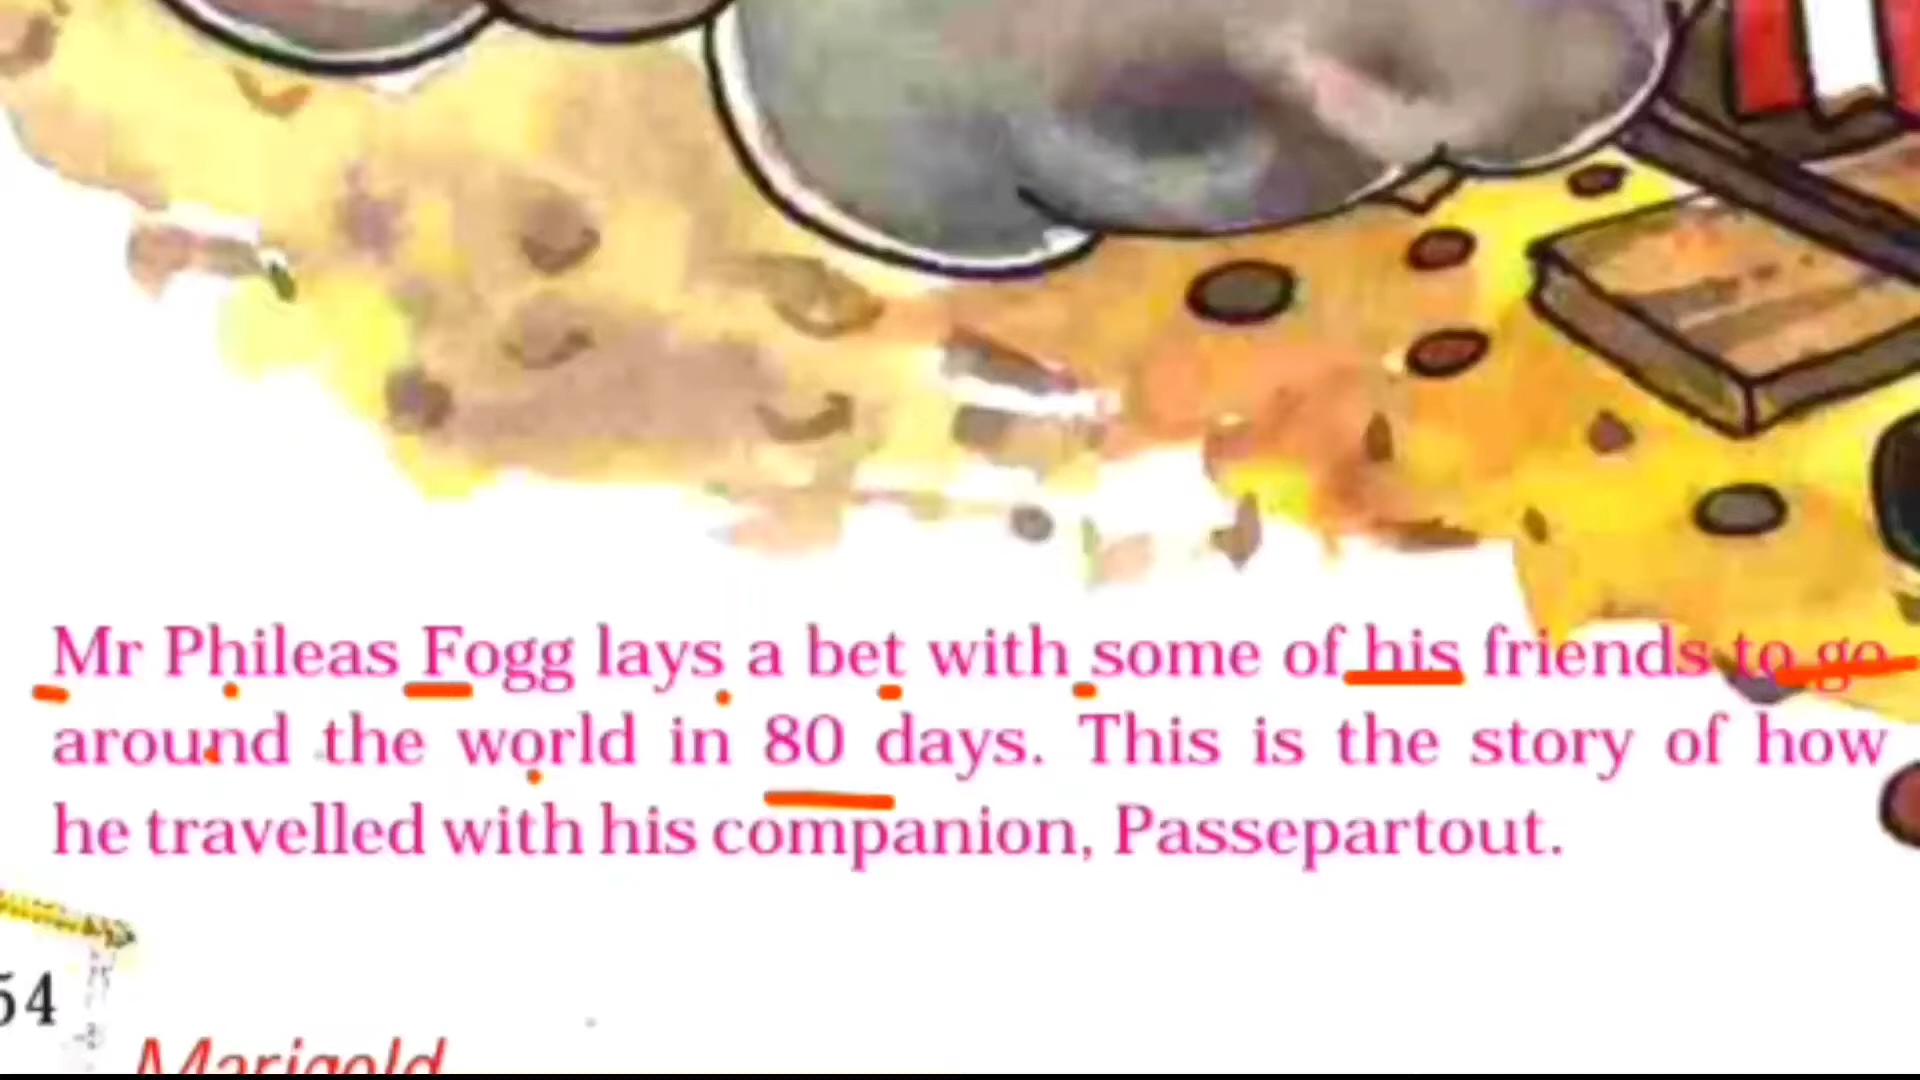 Mr Phileas Fogg lays a bet with some of his friends to go
around the world in 80 days. This is the story of how
he travelled with his companion, Passepartout.
54
Marigold